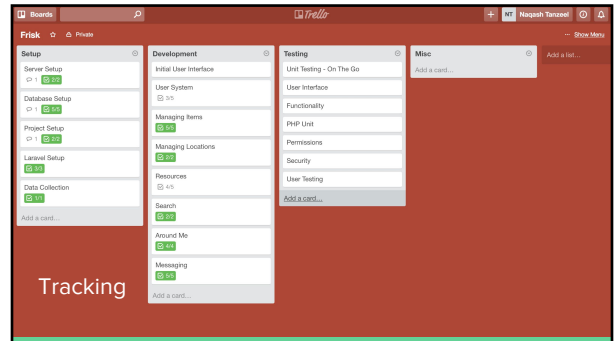 Boards
Trello
NT Naqash Tanzeel
Frisk
Private
Show Menu
Setup
Server Setup
1 2/2
Database Setup
1 5/5
Project Setup
1 2/2
Laravel Setup
3/3
Data Collection
1/1
Add a card...
Development
Initial User Interface
User System
3/5
Managing Items
5/5
Managing Locations
2/2
Resources
4/5
Search
2/2
Around Me
4/4
Messaging
5/5
Add a card...
Testing
Unit Testing - On The Go
User Interface
Functionality
PHP Unit
Permissions
Security
User Testing
Add a card...
Misc
Add a card...
Add a list...
Tracking